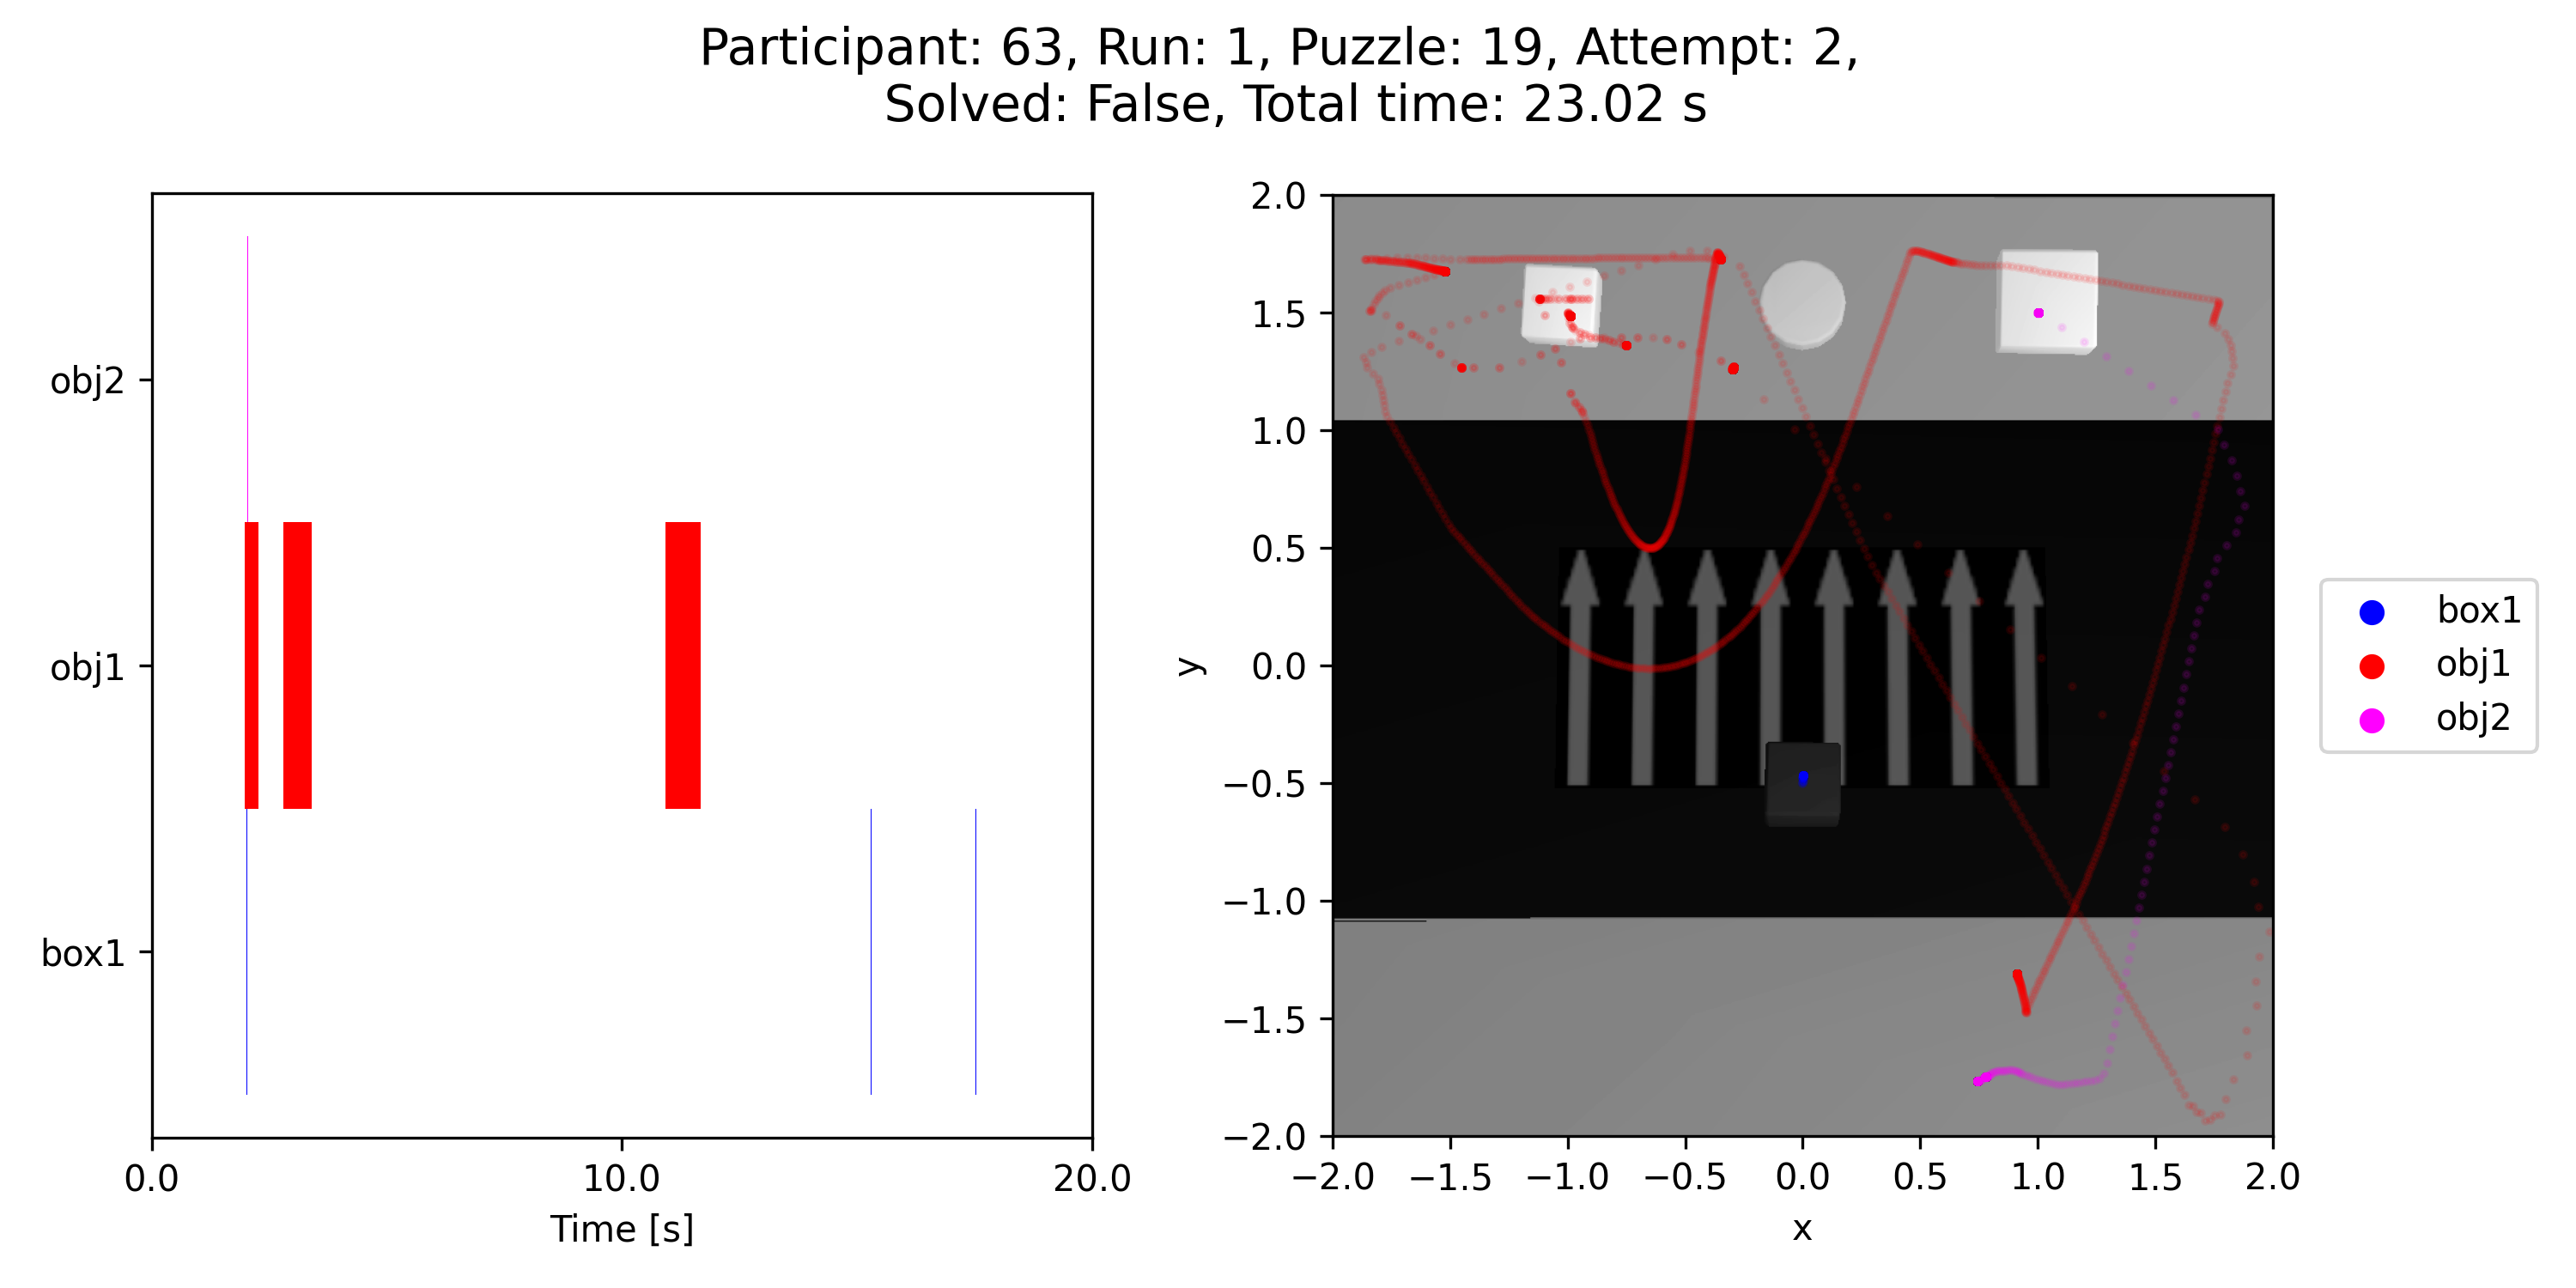 Participant: 63, Run: 1, Puzzle: 19, Attempt: 2,
Solved: False, Total time: 23.02 s
obj2
obj1
box1
0.0 10.0 20.0
Time [s]
2.0
1.5
1.0
0.5
0.0
−0.5
−1.0
−1.5
−2.0
y
−2.0 −1.5 −1.0 −0.5 0.0 0.5 1.0 1.5 2.0
x
box1
obj1
obj2